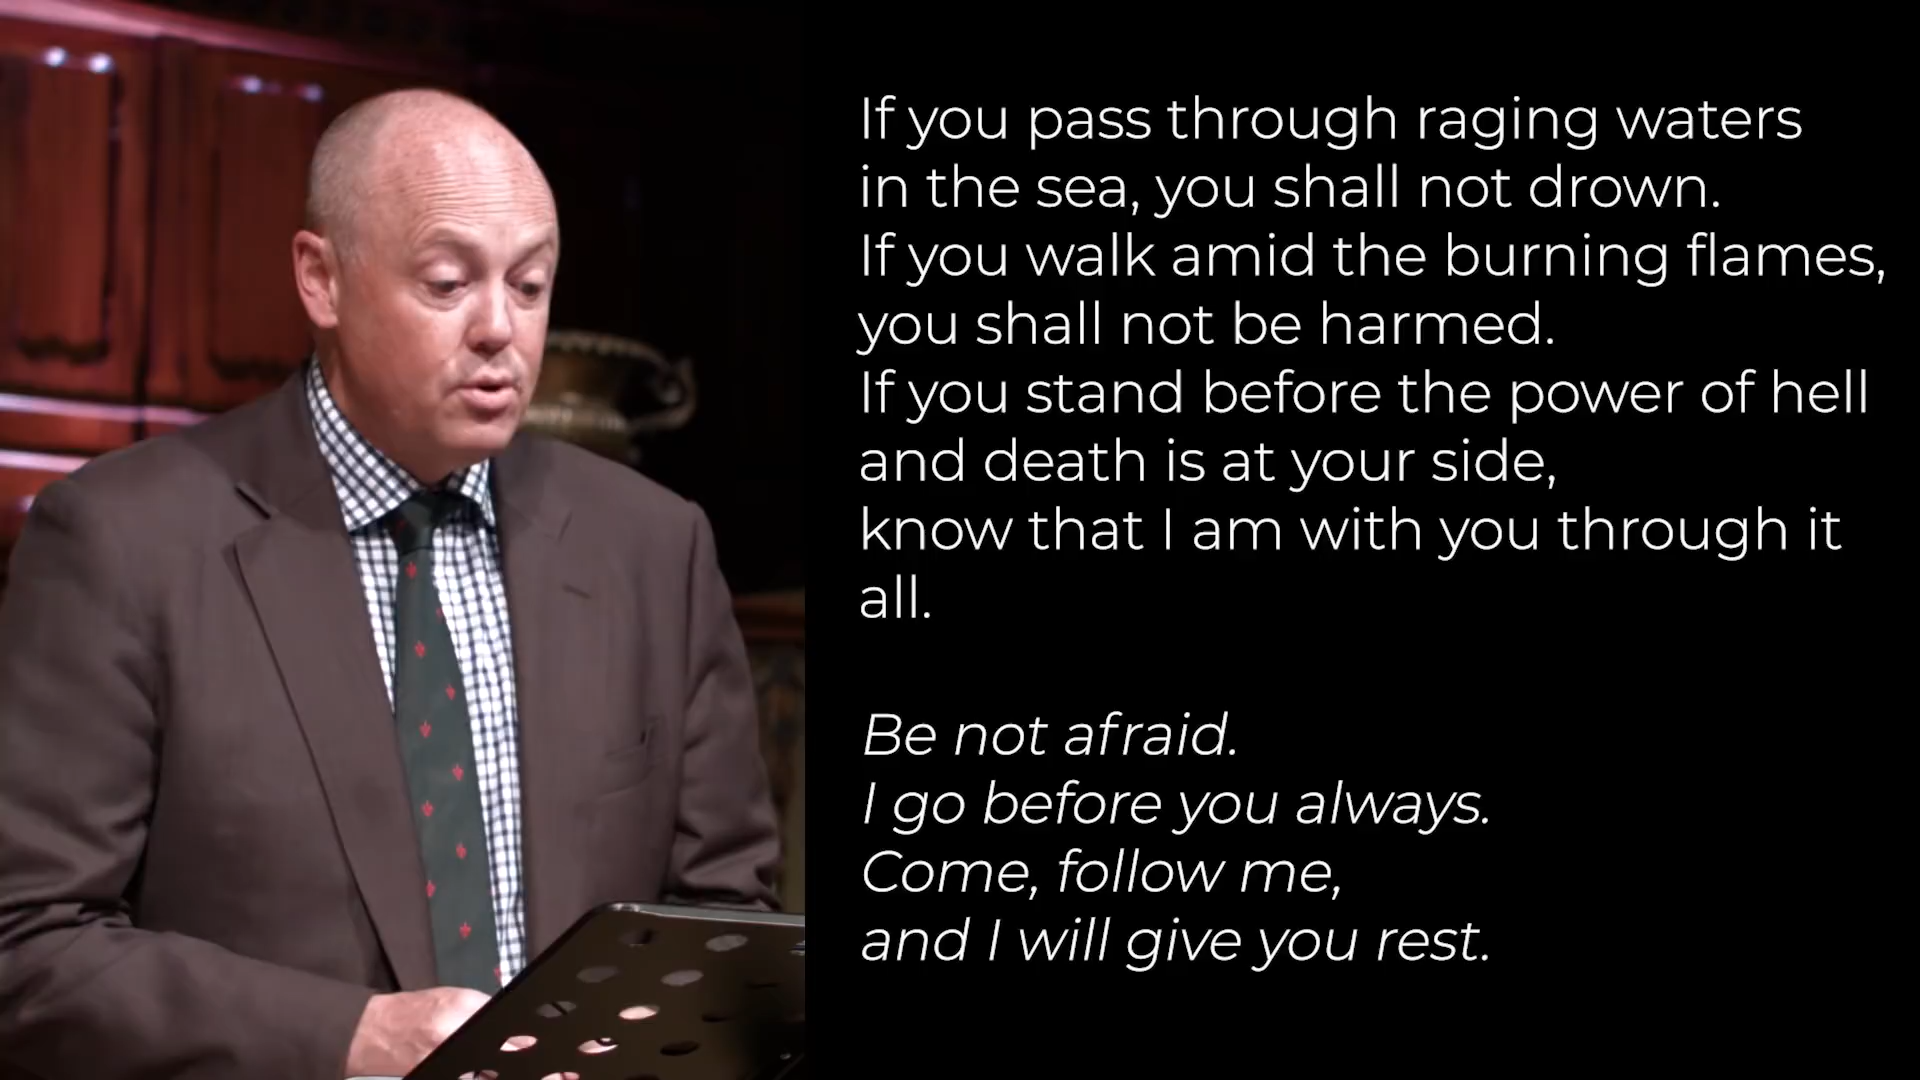 If you pass through raging waters
in the sea, you shall not drown.
If you walk amid the burning flames,
you shall not be harmed.
If you stand before the power of hell
and death is at your side,
know that I am with you through it
all.
Be not afraid.
I go before you always.
Come, follow me,
and I will give you rest.